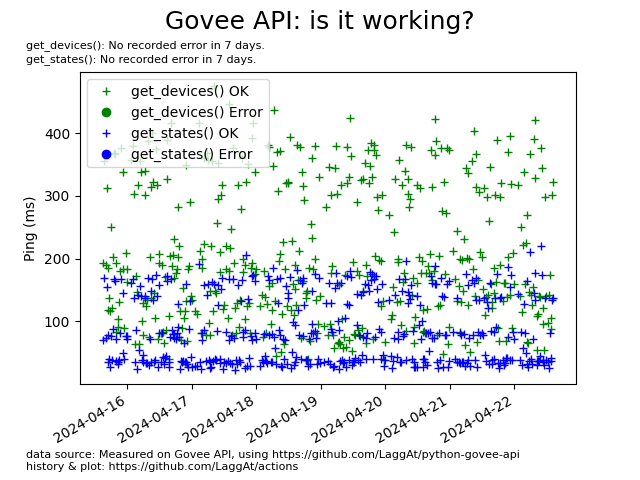 Govee API: is it working?
get_devices(): No recorded error in 7 days.
get_states(): No recorded error in 7 days.
get_devices() OK
get_devices() Error
get_states() OK
get_states() Error
400
300
200
100
Ping (ms)
2024-04-16
2024-04-17
2024-04-18
2024-04-19
2024-04-20
2024-04-21
2024-04-22
data source: Measured on Govee API, using https://github.com/LaggAt/python-govee-api
history & plot: https://github.com/LaggAt/actions